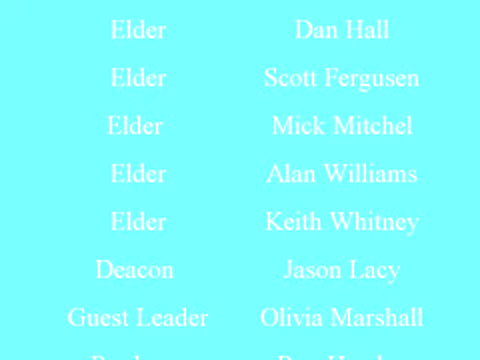 Elder Dan Hall
Elder Scott Fergusen
Elder Mick Mitchel
Elder Alan Williams
Elder Keith Whitney
Deacon Jason Lacy
Guest Leader Olivia Marshall